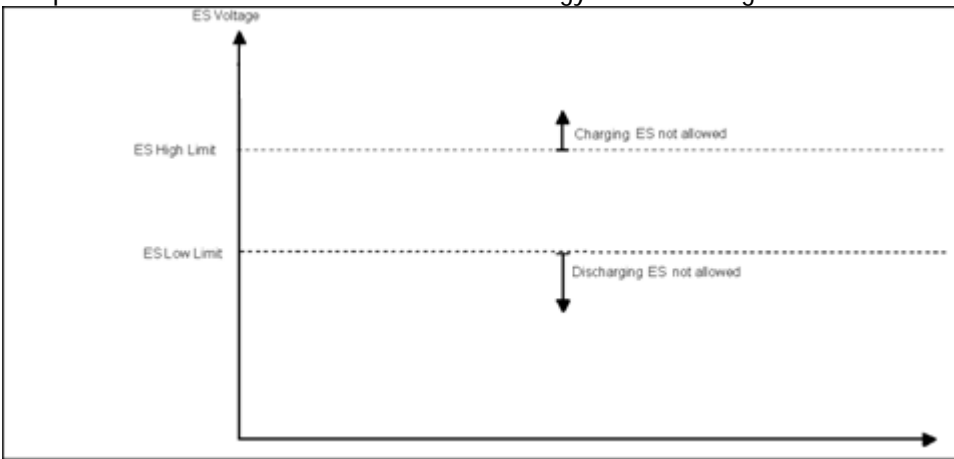 ES Voltage
Charging ES not allowed
ES High Limit
ES Low Limit
Discharging ES not allowed